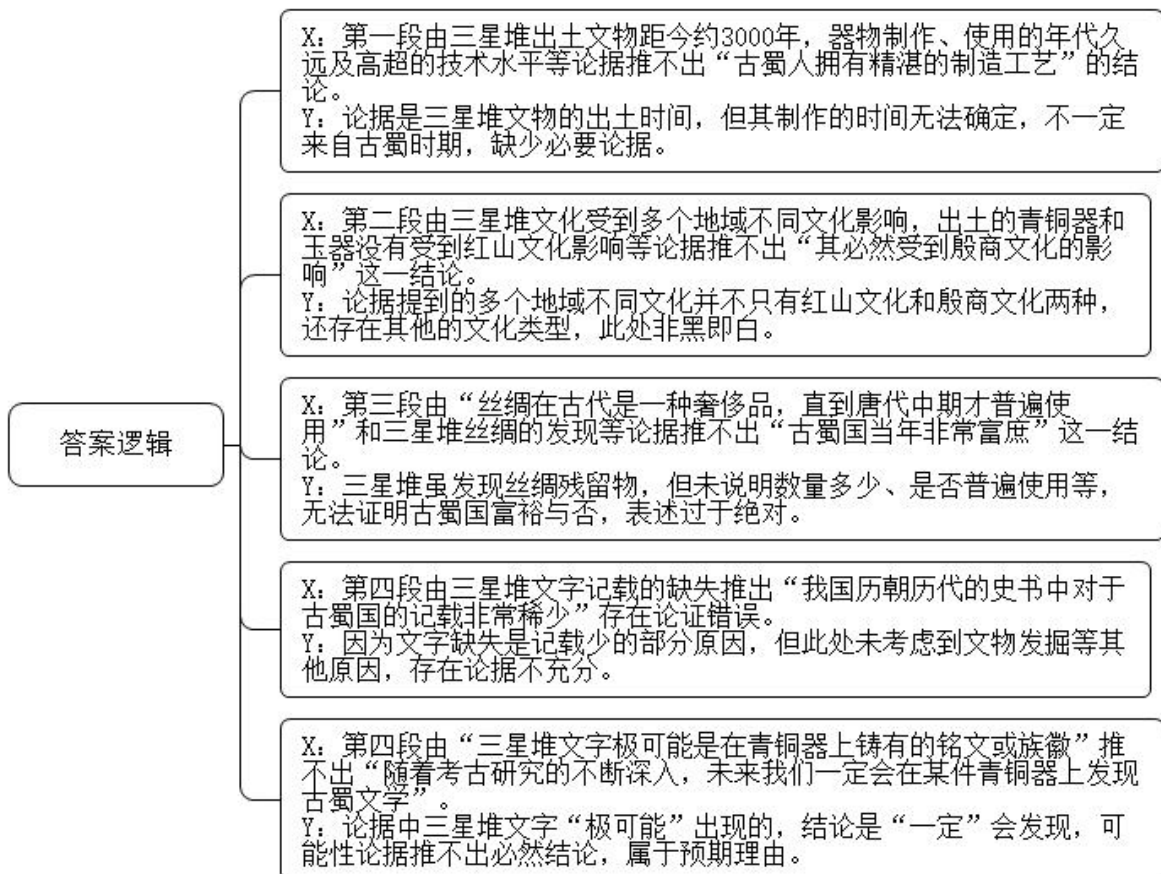 答案逻辑
X：第一段由三星堆出土文物距今约3000年，器物制作、使用的年代久
远及高超的技术水平等论据推不出“古蜀人拥有精湛的制造工艺”的结
论。
Y：论据是三星堆文物的出土时间，但其制作的时间无法确定，不一定
来自古蜀时期，缺少必要论据。
X：第二段由三星堆文化受到多个地域不同文化影响，出土的青铜器和
玉器没有受到红山文化影响等论据推不出“其必然受到殷商文化的影
响”这一结论。
Y：论据提到的多个地域不同文化并不只有红山文化和殷商文化两种，
还存在其他的文化类型，此处非黑即白。
X：第三段由“丝绸在古代是一种奢侈品，直到唐代中期才普遍使
用”和三星堆丝绸的发现等论据推不出“古蜀国当年非常富庶”这一结
论。
Y：三星堆虽发现丝绸残留物，但未说明数量多少、是否普遍使用等，
无法证明古蜀国富裕与否，表述过于绝对。
X：第四段由三星堆文字记载的缺失推出“我国历朝历代的史书中对于
古蜀国的记载非常稀少”存在论证错误。
Y：因为文字缺失是记载少的部分原因，但此处未考虑到文物发掘等其
他原因，存在论据不充分。
X：第四段由“三星堆文字极可能是在青铜器上铸有的铭文或族徽”推
不出“随着考古研究的不断深入，未来我们一定会在某件青铜器上发现
古蜀文学”。
Y：论据中三星堆文字“极可能”出现的，结论是“一定”会发现，可
能性论据推不出必然结论，属于预期理由。